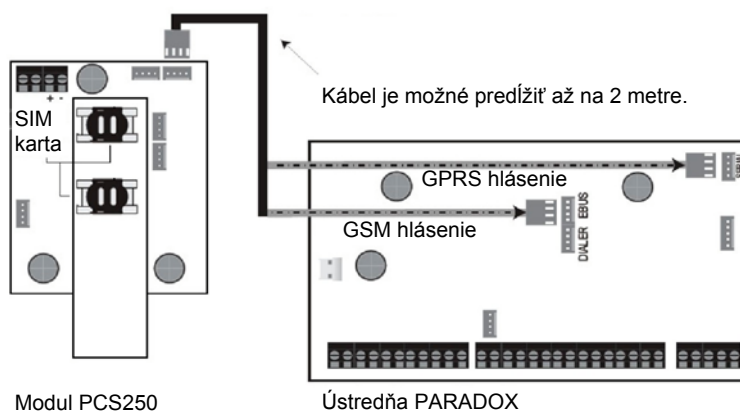 Kábel je možné predĺžiť až na 2 metre.
+ -
SIM
karta
GPRS hlásenie
GSM hlásenie
EBUS
DIALER
Modul PCS250
Ústredňa PARADOX